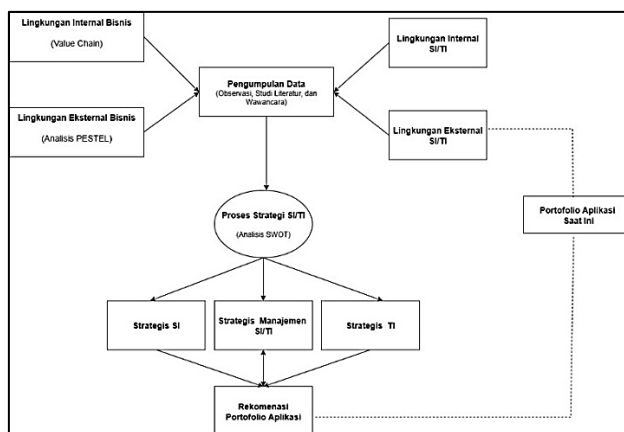 Lingkungan Internal Bisnis
(Value Chain)
Lingkungan Internal
SI/TI
Pengumpulan Data
(Observasi, Studi Literatur, dan
Wawancara)
Lingkungan Eksternal Bisnis
(Analisis PESTEL)
Lingkungan Eksternal
SI/TI
Portofolio Aplikasi
Saat Ini
Proses Strategi SI/TI
(Analisis SWOT)
Strategis SI
Strategis Manajemen
SI/TI
Strategis TI
Rekomenasi
Portofolio Aplikasi